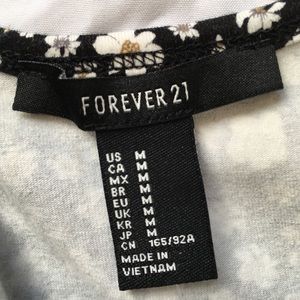 FOREVER 21
US M
CA M
MX M
BR M
EU M
UK M
KR M
JP M
CN 165/92A
MADE IN
VIETNAM